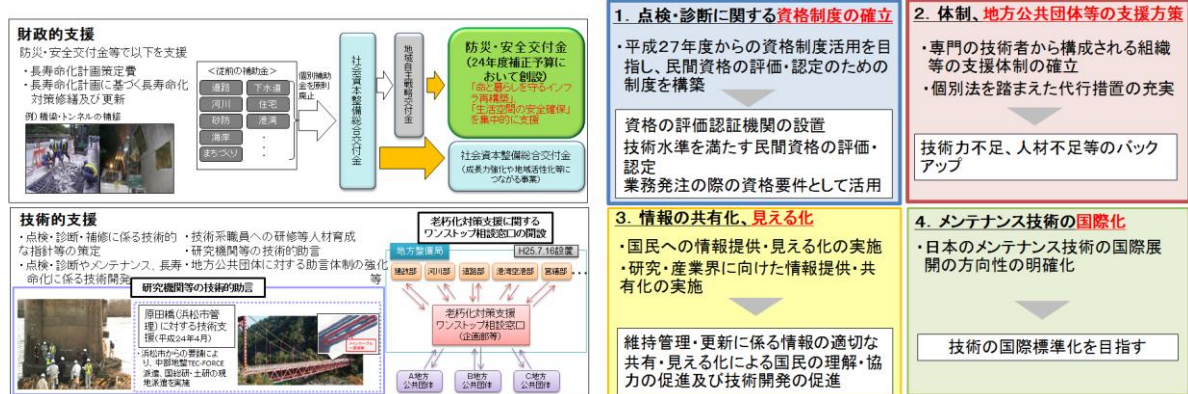 財政的支援
防災・安全交付金等で以下を支援
・長寿命化計画策定費
・長寿命化計画に基づく長寿命化
対策修繕及び更新
例）橋梁・トンネルの補修
＜従前の補助金＞
道路
下水道
河川
住宅
砂防
港湾
海岸
まちづくり
：
個別補助
金を原則
廃止
社会資本整備総合交付金
地域自主戦略交付金
防災・安全交付金
(24年度補正予算に
おいて創設)
「命と暮らしを守るインフ
ラ再構築」
「生活空間の安全確保」
を集中的に支援
社会資本整備総合交付金
(成長力強化や地域活性化等に
つながる事業)
技術的支援
・点検・診断・補修に係る技術的
な指針等の策定
・点検・診断やメンテナンス、長寿
命化に係る技術開発
・技術系職員への研修等人材育成
・研究機関等の技術的助言
・地方公共団体に対する助言体制の強化
等
研究機関等の技術的助言
原田橋(浜松市管
理)に対する技術支
援(平成24年4月)
・浜松市からの要請によ
り、中部地整TEC-FORCE
派遣、国総研・土研の現
地派遣を実施
老朽化対策支援に関する
ワンストップ相談窓口の開設
地方整備局
H25.7.16設置
建政部
河川部
道路部
港湾空港部
営繕部
・・・
老朽化対策支援
ワンストップ相談窓口
(企画部等)
A地方
公共団体
B地方
公共団体
C地方
公共団体
1．点検・診断に関する資格制度の確立
・平成27年度からの資格制度活用を目
指し、民間資格の評価・認定のための
制度を構築
資格の評価認証機関の設置
技術水準を満たす民間資格の評価・
認定
業務発注の際の資格要件として活用
2．体制、地方公共団体等の支援方策
・専門の技術者から構成される組織
等の支援体制の確立
・個別法を踏まえた代行措置の充実
技術力不足、人材不足等のバック
アップ
3．情報の共有化、見える化
・国民への情報提供・見える化の実施
・研究・産業界に向けた情報提供・共
有化の実施
維持管理・更新に係る情報の適切な
共有・見える化による国民の理解・協
力の促進及び技術開発の促進
4．メンテナンス技術の国際化
・日本のメンテナンス技術の国際展
開の方向性の明確化
技術の国際標準化を目指す